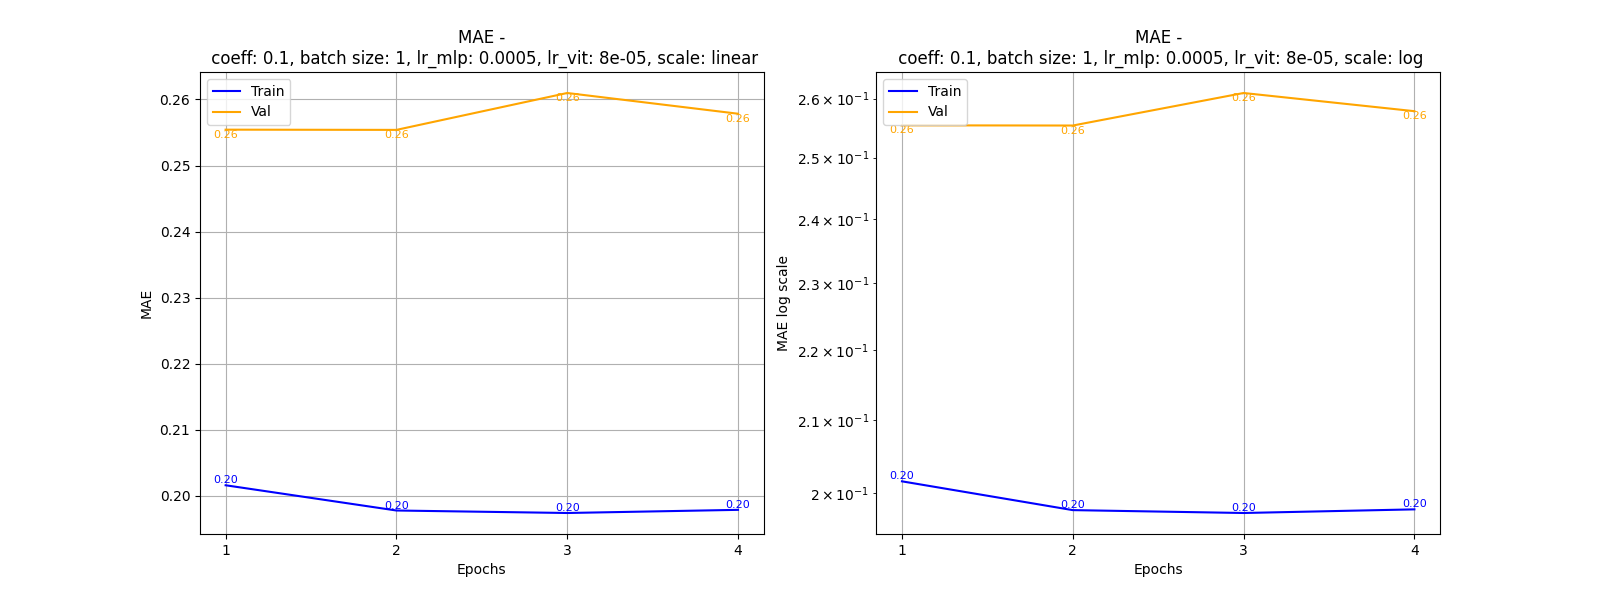 MAE -
coeff: 0.1, batch size: 1, lr_mlp: 0.0005, lr_vit: 8e-05, scale: linear
Train
Val
0.26
0.25
0.24
0.23
0.22
0.21
0.20
MAE
0.26
0.26
0.26
0.26
0.20
0.20
0.20
0.20
1
2
3
4
Epochs
MAE -
coeff: 0.1, batch size: 1, lr_mlp: 0.0005, lr_vit: 8e-05, scale: log
Train
Val
2.6 × 10⁻¹
2.5 × 10⁻¹
2.4 × 10⁻¹
2.3 × 10⁻¹
2.2 × 10⁻¹
2.1 × 10⁻¹
2 × 10⁻¹
MAE log scale
0.26
0.26
0.26
0.26
0.20
0.20
0.20
0.20
1
2
3
4
Epochs